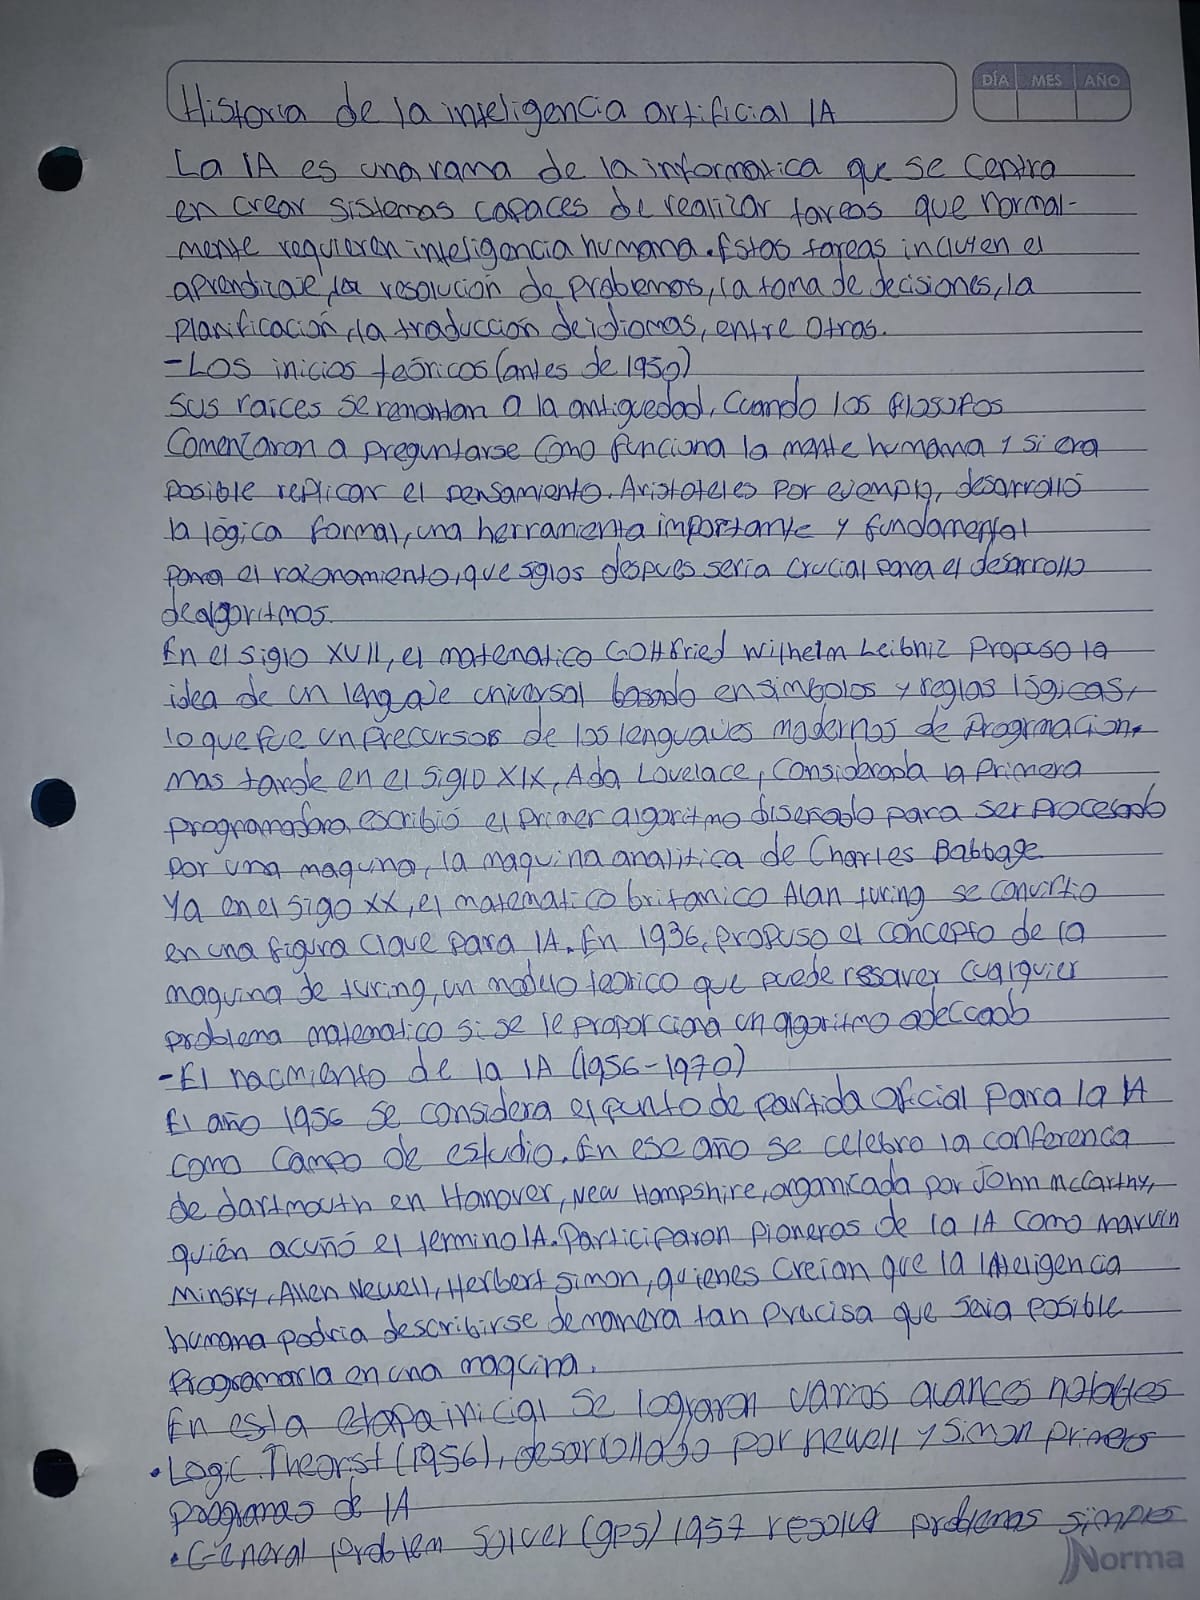 Historia de la inteligencia artificial IA
DÍA MES AÑO
La IA es una rama de la informatica que se centra
en crear sistemas capaces de realizar tareas que normal-
mente requieren inteligencia humana. Estas tareas incluyen el
aprendizaje, la resolución de problemas, la toma de decisiones, la
planificación, la traducción de idiomas, entre otras.
- Los inicios teóricos (antes de 1950)
Sus raíces se remontan a la antiguedad, cuando los filosofos
comenzaron a preguntarse como funciona la mente humana y si era
posible replicar el pensamiento. Aristoteles por ejemplo, desarrolló
la lógica formal, una herramienta importante y fundamental
para el razonamiento, que siglos despues seria crucial para el desarrollo
de algoritmos.
En el siglo XVII, el matematico Gottfried Wilhelm Leibniz propuso la
idea de un lenguaje universal basado en simbolos y reglas lógicas,
lo que fue un precursor de los lenguajes modernos de programacion.
Mas tarde en el siglo XIX, Ada Lovelace, considerada la primera
programadora escribió el primer algoritmo diseñado para ser procesado
por una maquina, la maquina analitica de Charles Babbage
Ya en el sigo XX, el matematico britanico Alan turing se convirtio
en una figura clave para IA. En 1936, propuso el concepto de la
maquina de turing, un modelo teorico que puede resolver cualquier
problema matematico si se le proporciona un algoritmo adecuado
- El nacmiento de la IA (1956-1970)
El año 1956 se considera el punto de partida oficial para la IA
como campo de estudio. En ese año se celebro la conferencia
de dartmouth en Hanover, New Hampshire, organizada por John McCarthy,
quién acuñó el termino IA. Participaron pioneros de la IA como Marvin
Minsky, Allen Newell, Herbert simon, quienes creian que la inteligencia
humana podria describirse de manera tan precisa que seria posible
programarla en una maquina.
En esta etapa inicial se lograron varios avances notables
• Logic Theorist (1956), desarrollado por newell y Simon primero
programas de IA
• General problem solver (gps) 1957 resolve problemas simples
Norma